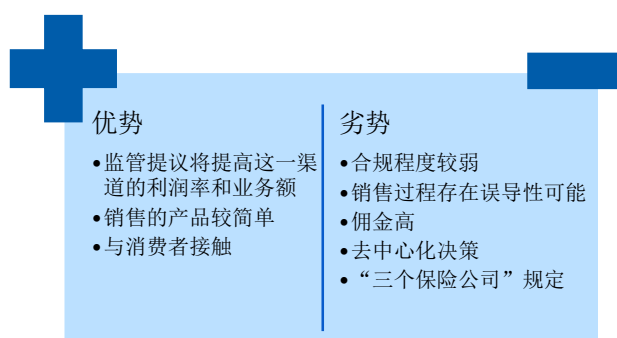 优势
•监管提议将提高这一渠
道的利润率和业务额
•销售的产品较简单
•与消费者接触
劣势
•合规程度较弱
•销售过程存在误导性可能
•佣金高
•去中心化决策
•“三个保险公司”规定